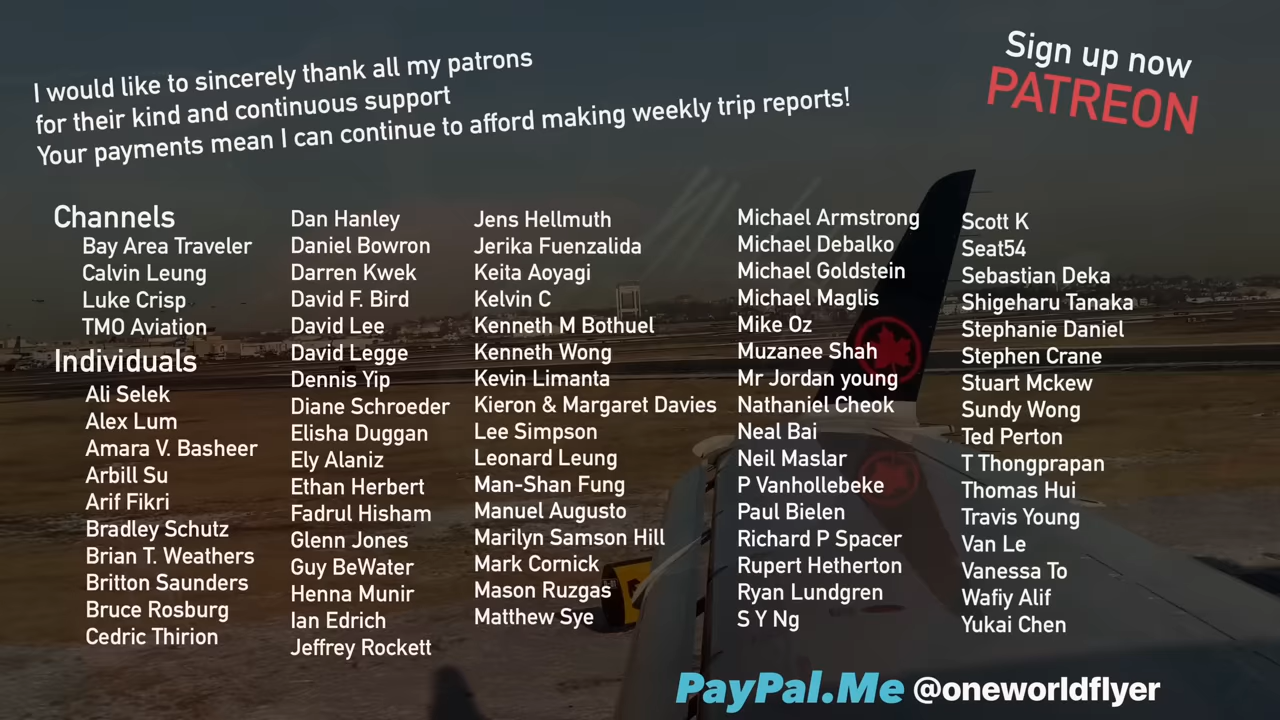 I would like to sincerely thank all my patrons
for their kind and continuous support
Your payments mean I can continue to afford making weekly trip reports!
Sign up now
PATREON
Channels
Bay Area Traveler
Calvin Leung
Luke Crisp
TMO Aviation
Individuals
Ali Selek
Alex Lum
Amara V. Basheer
Arbill Su
Arif Fikri
Bradley Schutz
Brian T. Weathers
Britton Saunders
Bruce Rosburg
Cedric Thirion
Dan Hanley
Daniel Bowron
Darren Kwek
David F. Bird
David Lee
David Legge
Dennis Yip
Diane Schroeder
Elisha Duggan
Ely Alaniz
Ethan Herbert
Fadrul Hisham
Glenn Jones
Guy BeWater
Henna Munir
Ian Edrich
Jeffrey Rockett
Jens Hellmuth
Jerika Fuenzalida
Keita Aoyagi
Kelvin C
Kenneth M Bothuel
Kenneth Wong
Kevin Limanta
Kieron & Margaret Davies
Lee Simpson
Leonard Leung
Man-Shan Fung
Manuel Augusto
Marilyn Samson Hill
Mark Cornick
Mason Ruzgas
Matthew Sye
Michael Armstrong
Michael Debalko
Michael Goldstein
Michael Maglis
Mike Oz
Muzanee Shah
Mr Jordan young
Nathaniel Cheok
Neal Bai
Neil Maslar
P Vanhollebeke
Paul Bielen
Richard P Spacer
Rupert Hetherton
Ryan Lundgren
S Y Ng
Scott K
Seat54
Sebastian Deka
Shigeharu Tanaka
Stephanie Daniel
Stephen Crane
Stuart Mckew
Sundy Wong
Ted Perton
T Thongprapan
Thomas Hui
Travis Young
Van Le
Vanessa To
Wafiy Alif
Yukai Chen
PayPal.Me @oneworldflyer